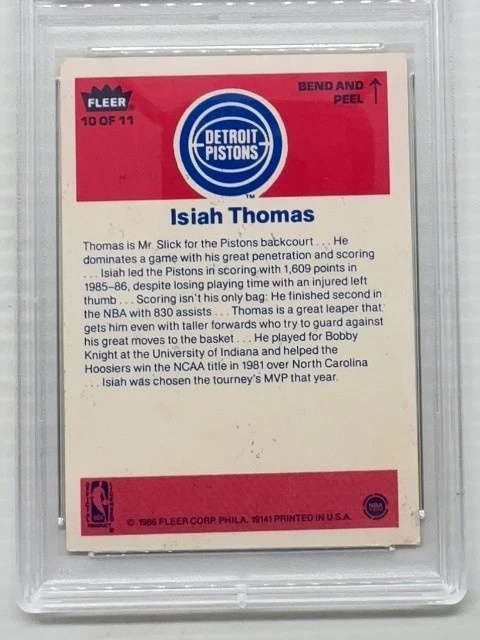 FLEER
10 OF 11
BEND AND
PEEL
DETROIT
PISTONS
TM
Isiah Thomas
Thomas is Mr. Slick for the Pistons backcourt . . . He
dominates a game with his great penetration and scoring
. . . Isiah led the Pistons in scoring with 1,609 points in
1985–86, despite losing playing time with an injured left
thumb . . . Scoring isn't his only bag: He finished second in
the NBA with 830 assists . . . Thomas is a great leaper that
gets him even with taller forwards who try to guard against
his great moves to the basket . . . He played for Bobby
Knight at the University of Indiana and helped the
Hoosiers win the NCAA title in 1981 over North Carolina
. . . Isiah was chosen the tourney's MVP that year.
© 1986 FLEER CORP. PHILA. 19141 PRINTED IN U.S.A.
NBA